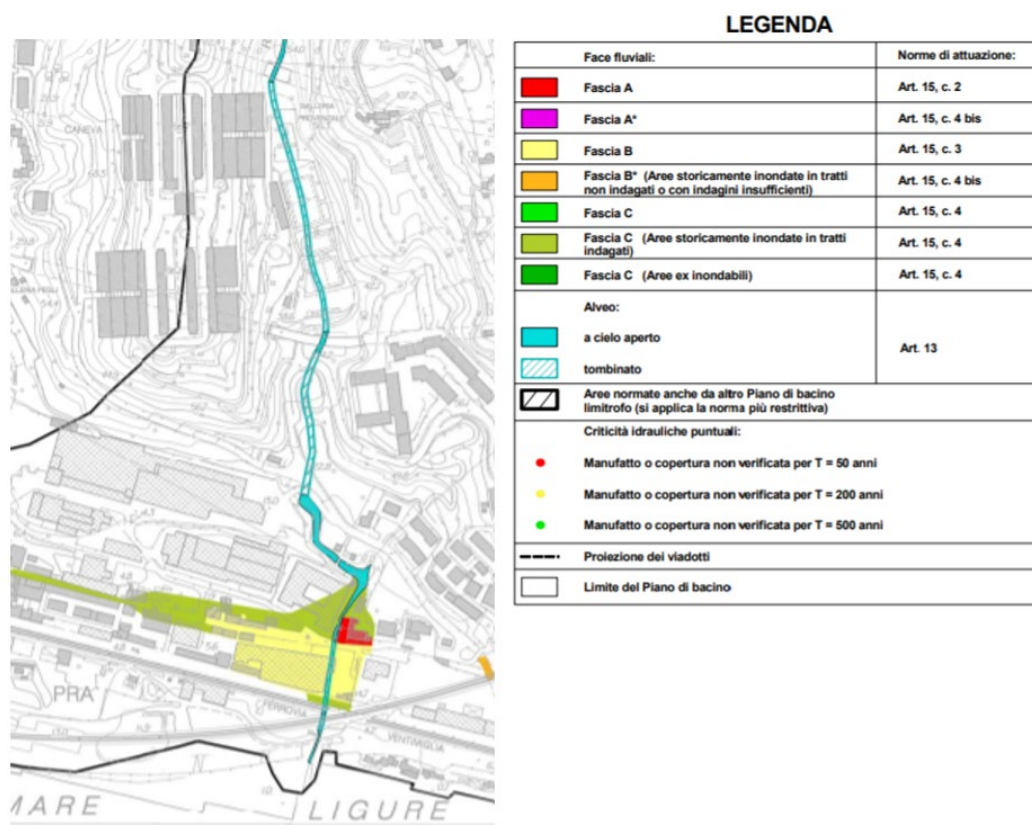 LEGENDA
Face fluviali:
Norme di attuazione:
Fascia A
Art. 15, c. 2
Fascia A*
Art. 15, c. 4 bis
Fascia B
Art. 15, c. 3
Fascia B* (Aree storicamente inondate in tratti
non indagati o con indagini insufficienti)
Art. 15, c. 4 bis
Fascia C
Art. 15, c. 4
Fascia C (Aree storicamente inondate in tratti
indagati)
Art. 15, c. 4
Fascia C (Aree ex inondabili)
Art. 15, c. 4
Alveo:
a cielo aperto
tombinato
Art. 13
Aree normate anche da altro Piano di bacino
limitrofo (si applica la norma più restrittiva)
Criticità idrauliche puntuali:
Manufatto o copertura non verificata per T = 50 anni
Manufatto o copertura non verificata per T = 200 anni
Manufatto o copertura non verificata per T = 500 anni
Proiezione dei viadotti
Limite del Piano di bacino
CANEVA
GALLERIA
PROVENZALE
PRA
FERROVIA
VENTIMIGLIA
N
MARE LIGURE